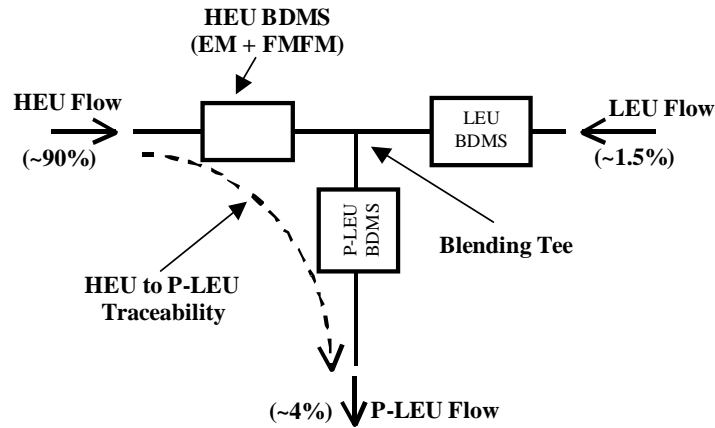 HEU BDMS
(EM + FMFM)
HEU Flow
(~90%)
LEU
BDMS
LEU Flow
(~1.5%)
P-LEU
BDMS
Blending Tee
HEU to P-LEU
Traceability
(~4%)
P-LEU Flow